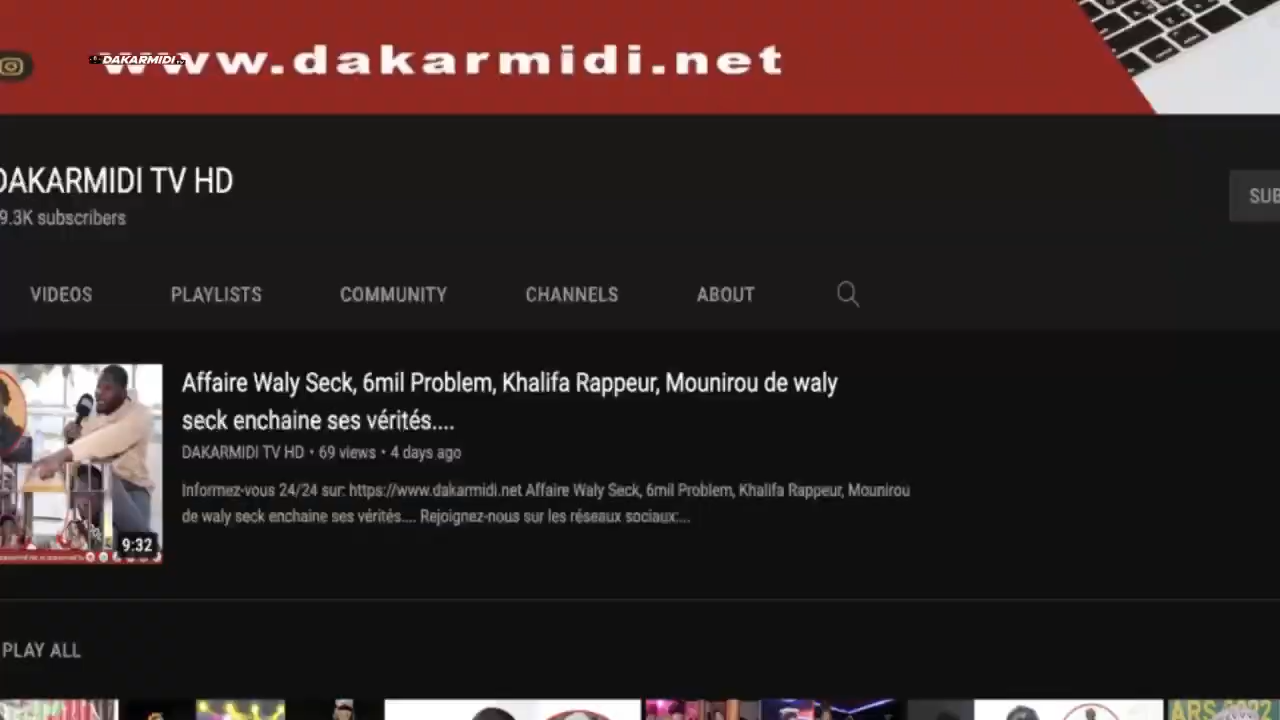 www.dakarmidi.net
DAKARMIDI
DAKARMIDI TV HD
9.3K subscribers
SUB
VIDEOS PLAYLISTS COMMUNITY CHANNELS ABOUT
Affaire Waly Seck, 6mil Problem, Khalifa Rappeur, Mounirou de waly
seck enchaine ses vérités....
DAKARMIDI TV HD • 69 views • 4 days ago
Informez-vous 24/24 sur: https://www.dakarmidi.net Affaire Waly Seck, 6mil Problem, Khalifa Rappeur, Mounirou
de waly seck enchaine ses vérités.... Rejoignez-nous sur les réseaux sociaux:...
9:32
PLAY ALL